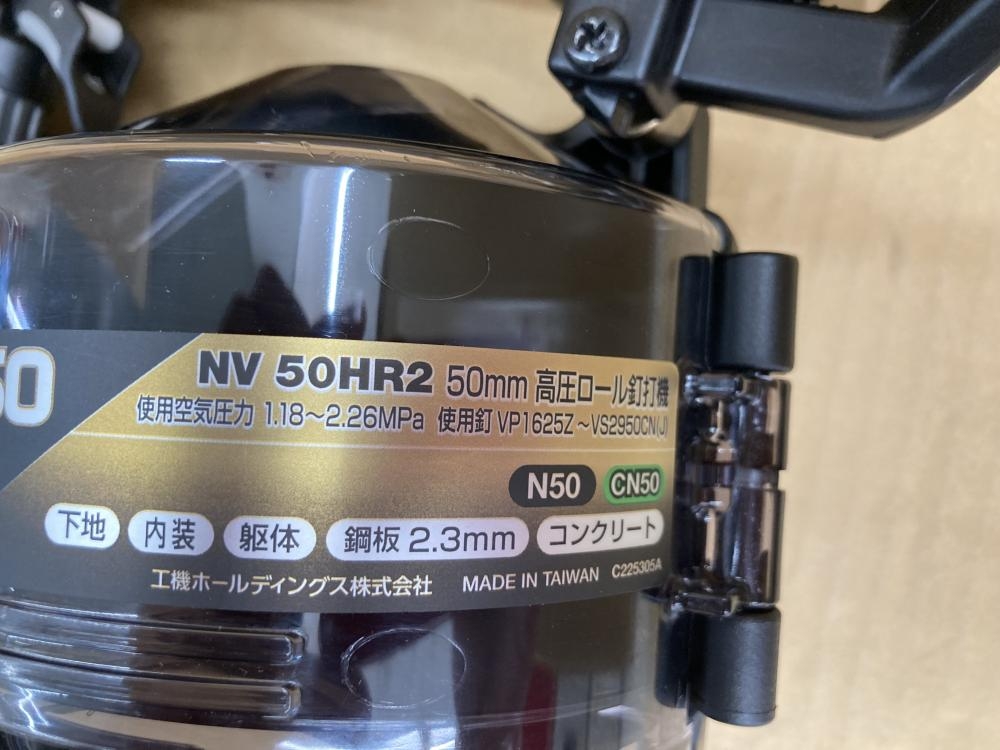 50
NV 50HR2 50mm 高圧ロール釘打機
使用空気圧力 1.18～2.26MPa 使用釘 VP1625Z～VS2950CN(J)
N50 CN50
下地 内装 躯体 鋼板 2.3mm コンクリート
工機ホールディングス株式会社 MADE IN TAIWAN C225305A